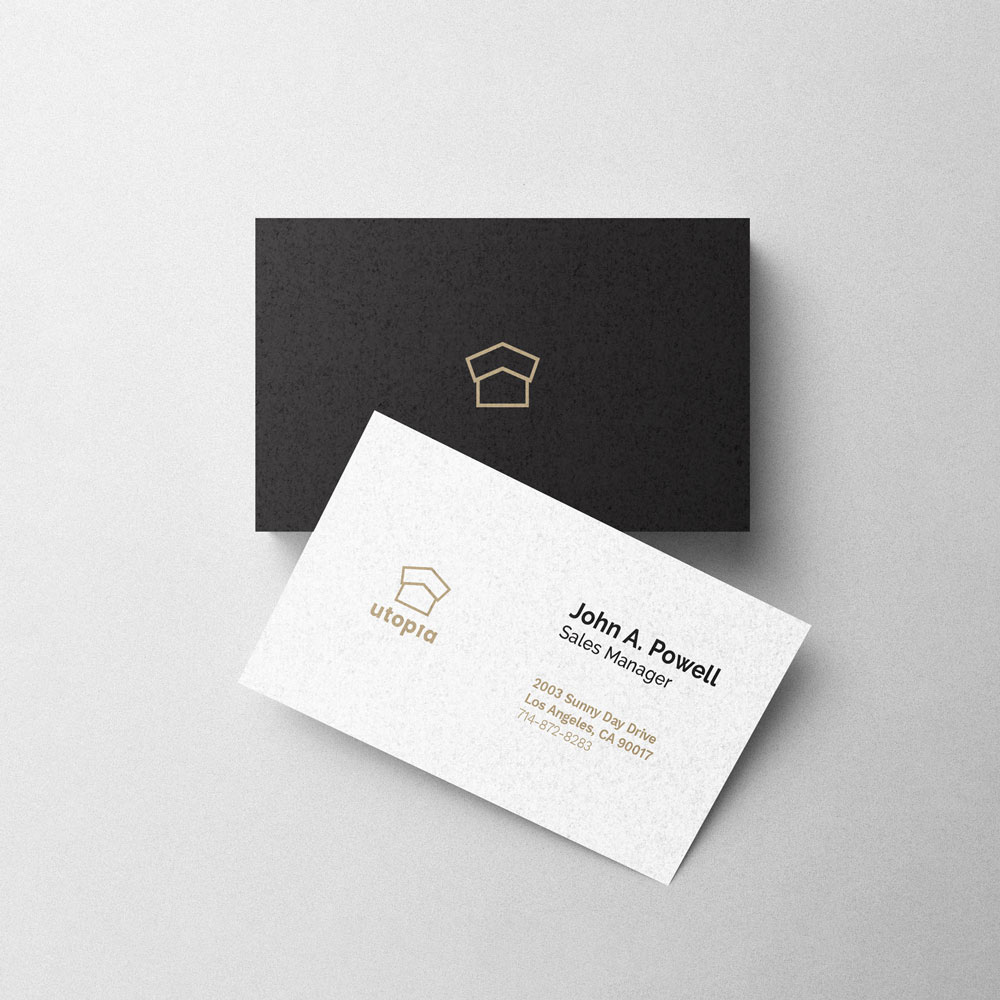 utopia
John A. Powell
Sales Manager
2003 Sunny Day Drive
Los Angeles, CA 90017
714-872-8283